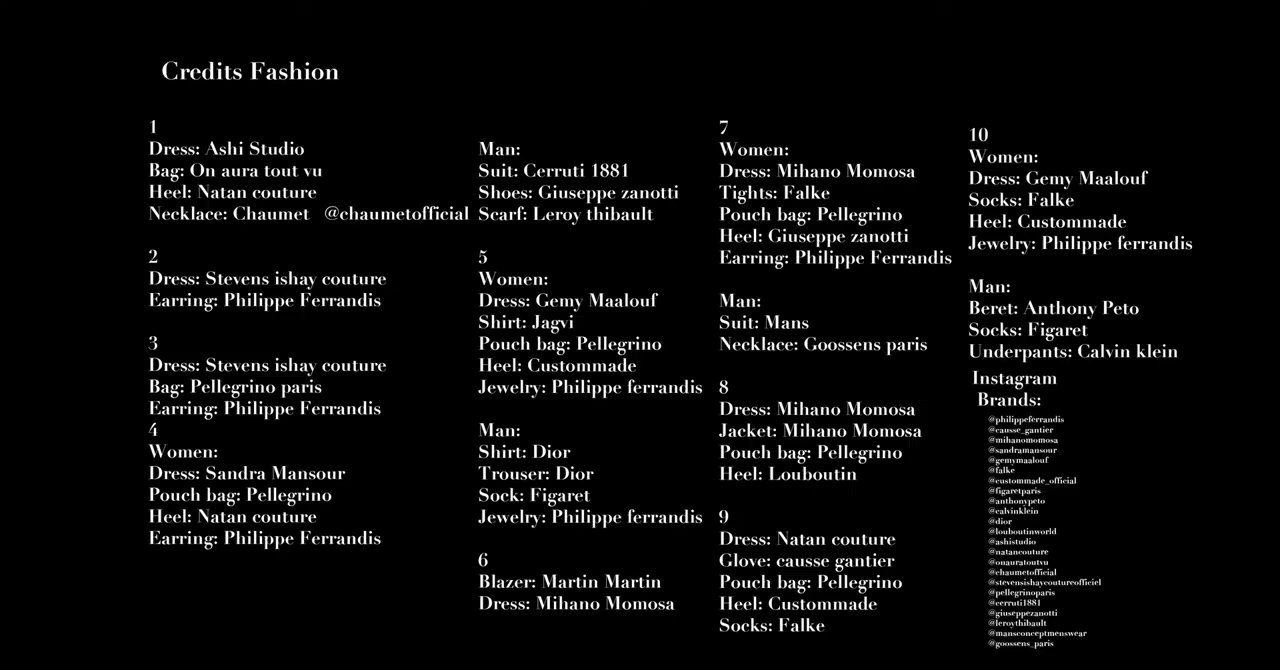 Credits Fashion
1
Dress: Ashi Studio
Bag: On aura tout vu
Heel: Natan couture
Necklace: Chaumet @chaumetofficial
2
Dress: Stevens ishay couture
Earring: Philippe Ferrandis
3
Dress: Stevens ishay couture
Bag: Pellegrino paris
Earring: Philippe Ferrandis
4
Women:
Dress: Sandra Mansour
Pouch bag: Pellegrino
Heel: Natan couture
Earring: Philippe Ferrandis
Man:
Suit: Cerruti 1881
Shoes: Giuseppe zanotti
Scarf: Leroy thibault
5
Women:
Dress: Gemy Maalouf
Shirt: Jagvi
Pouch bag: Pellegrino
Heel: Custommade
Jewelry: Philippe ferrandis
Man:
Shirt: Dior
Trouser: Dior
Sock: Figaret
Jewelry: Philippe ferrandis
6
Blazer: Martin Martin
Dress: Mihano Momosa
7
Women:
Dress: Mihano Momosa
Tights: Falke
Pouch bag: Pellegrino
Heel: Giuseppe zanotti
Earring: Philippe Ferrandis
Man:
Suit: Mans
Necklace: Goossens paris
8
Dress: Mihano Momosa
Jacket: Mihano Momosa
Pouch bag: Pellegrino
Heel: Louboutin
9
Dress: Natan couture
Glove: causse gantier
Pouch bag: Pellegrino
Heel: Custommade
Socks: Falke
10
Women:
Dress: Gemy Maalouf
Socks: Falke
Heel: Custommade
Jewelry: Philippe ferrandis
Man:
Beret: Anthony Peto
Socks: Figaret
Underpants: Calvin klein
Instagram
Brands:
@philippeferrandis
@causse_gantier
@mihanomomosa
@sandramansour
@gemymaalouf
@falke
@custommade_official
@figaretparis
@anthonypeto
@calvinklein
@dior
@louboutinworld
@ashistudio
@natancouture
@onauratoutvu
@chaumetofficial
@stevensishaycoutureofficiel
@pellegrinoparis
@cerruti1881
@giuseppezanotti
@leroythibault
@mansconceptmenswear
@goossens_paris